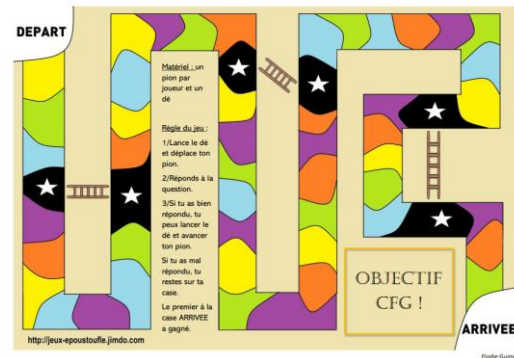 DEPART
Matériel : un
pion par
joueur et un
dé
Règle du jeu :
1/Lance le dé
et déplace ton
pion.
2/Réponds à la
question.
3/Si tu as bien
répondu, tu
peux lancer le
dé et avancer
ton pion.
Si tu as mal
répondu, tu
restes sur ta
case.
Le premier à la
case ARRIVEE
a gagné.
OBJECTIF
CFG !
ARRIVEE
http://jeux-epoustoufle.jimdo.com